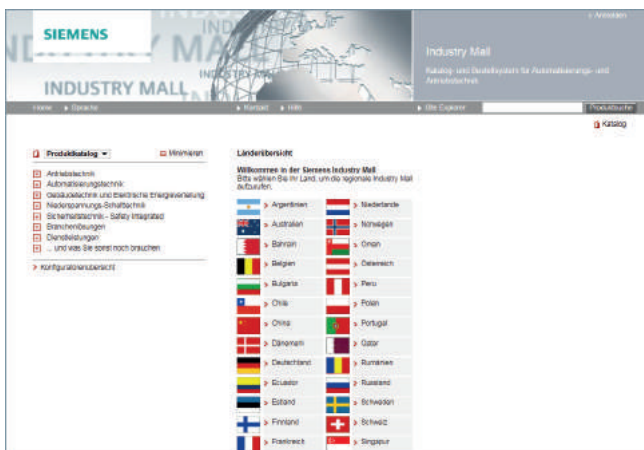 Anmelden
SIEMENS
INDUSTRY MALL
Industry Mall
Katalog- und Bestellsystem für Automatisierungs- und
Antriebstechnik
Home Sprache Kontakt Hilfe Site Explorer Produktsuche
Katalog
Produktkatalog Minimieren
Antriebstechnik
Automatisierungstechnik
Gebäudetechnik und Elektrische Energieverteilung
Niederspannungs-Schalttechnik
Sicherheitstechnik - Safety Integrated
Branchenlösungen
Dienstleistungen
... und was Sie sonst noch brauchen
Konfiguratorenübersicht
Länderübersicht
Willkommen in der Siemens Industry Mall
Bitte wählen Sie Ihr Land, um die regionale Industry Mall
aufzurufen.
Argentinien Niederlande
Australien Norwegen
Bahrain Oman
Belgien Österreich
Bulgaria Peru
Chile Polen
China Portugal
Dänemark Qatar
Deutschland Rumänien
Ecuador Russland
Estland Schweden
Finnland Schweiz
Frankreich Singapur